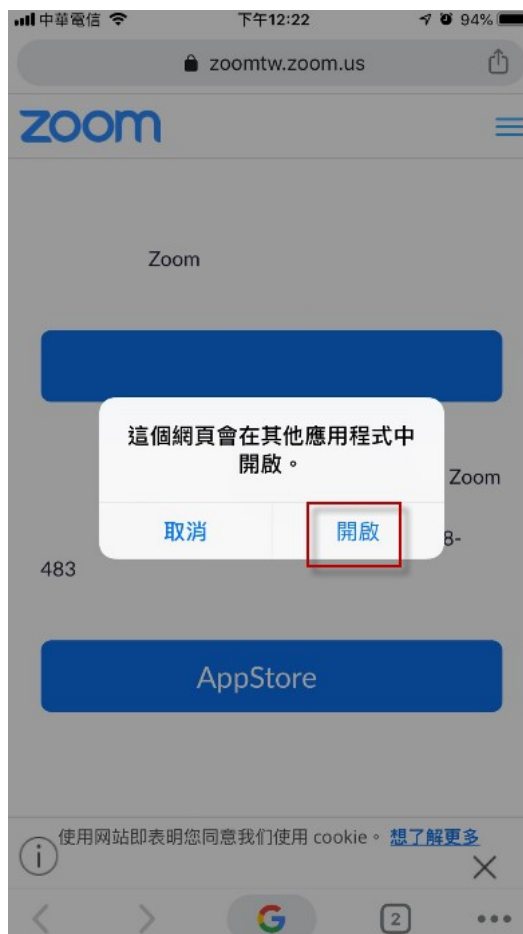 中華電信
下午12:22
94%
zoomtw.zoom.us
zoom
Zoom
這個網頁會在其他應用程式中
開啟。
Zoom
取消
開啟
8-
483
AppStore
使用网站即表明您同意我们使用 cookie。 想了解更多
2